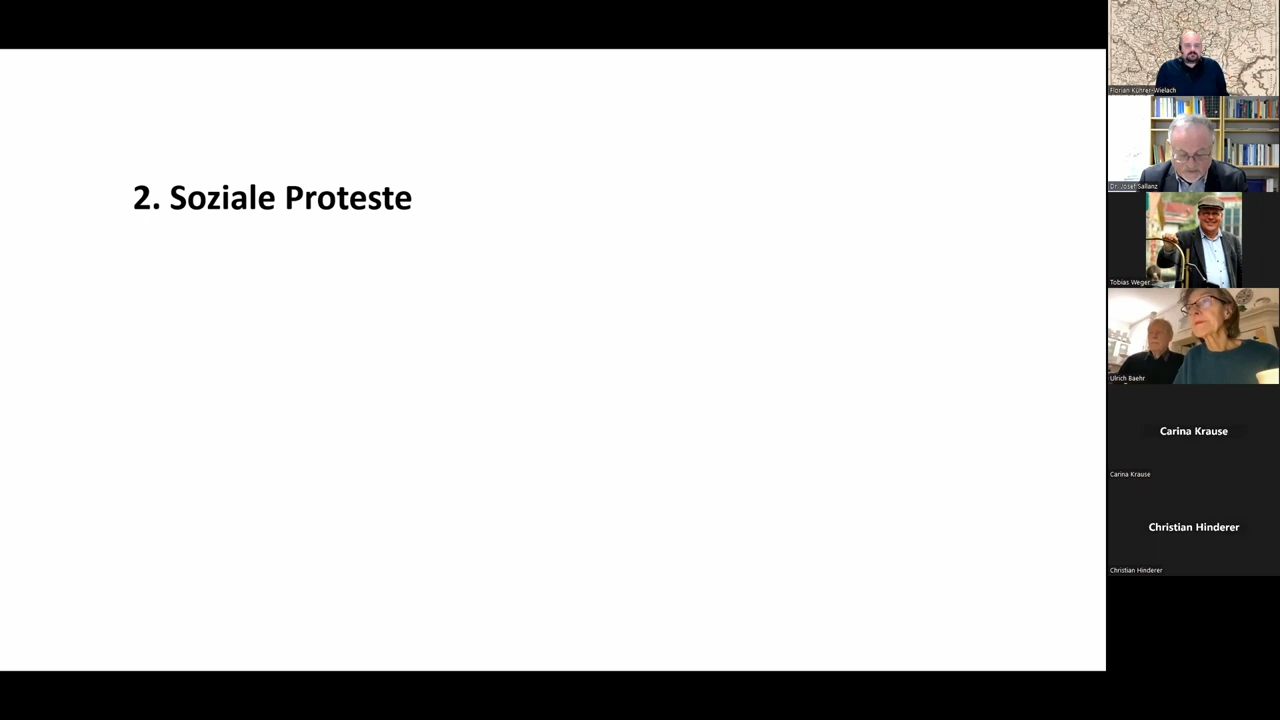 2. Soziale Proteste
Florian Kührer-Wielach
Dr. Josef Sallanz
Tobias Weger
Ulrich Baehr
Carina Krause
Carina Krause
Christian Hinderer
Christian Hinderer